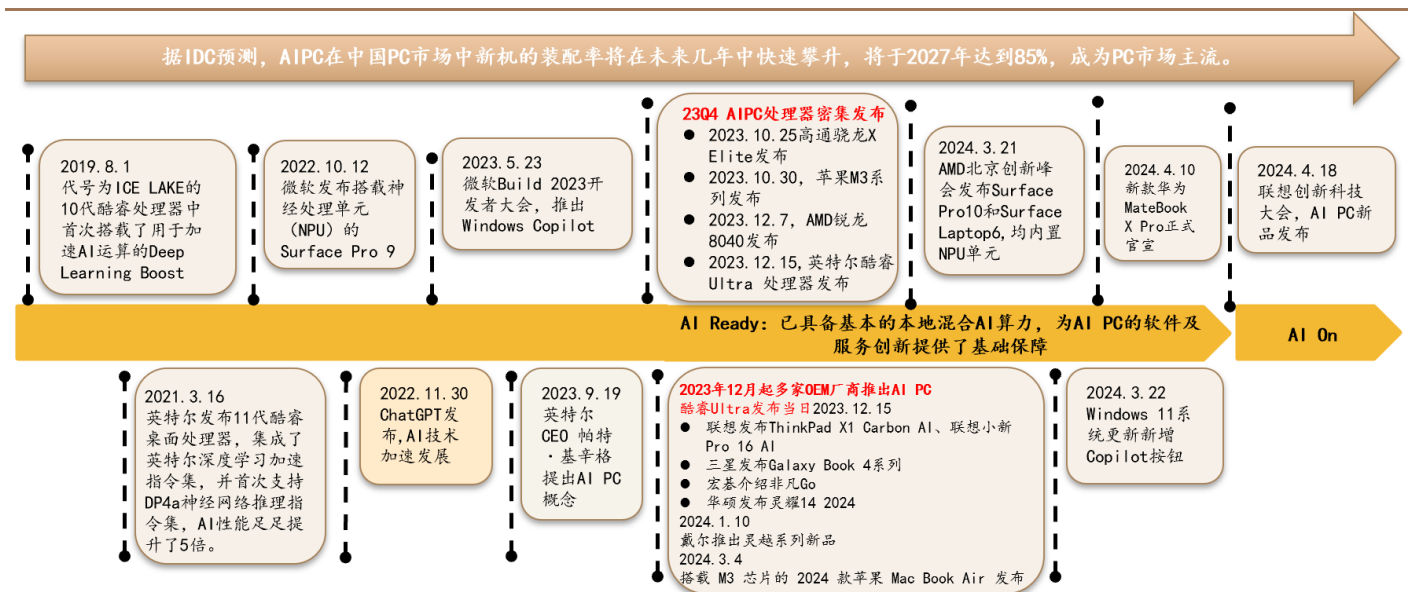 据IDC预测，AIPC在中国PC市场中新机的装配率将在未来几年中快速攀升，将于2027年达到85%，成为PC市场主流。
2019.8.1
代号为ICE LAKE的
10代酷睿处理器中
首次搭载了用于加
速AI运算的Deep
Learning Boost
2022.10.12
微软发布搭载神
经处理单元
（NPU）的
Surface Pro 9
2023.5.23
微软Build 2023开
发者大会，推出
Windows Copilot
23Q4 AIPC处理器密集发布
● 2023.10.25高通骁龙X
Elite发布
● 2023.10.30，苹果M3系
列发布
● 2023.12.7，AMD锐龙
8040发布
● 2023.12.15,英特尔酷睿
Ultra 处理器发布
2024.3.21
AMD北京创新峰
会发布Surface
Pro10和Surface
Laptop6,均内置
NPU单元
2024.4.10
新款华为
MateBook
X Pro正式
官宣
2024.4.18
联想创新科技
大会，AI PC新
品发布
AI Ready：已具备基本的本地混合AI算力，为AI PC的软件及
服务创新提供了基础保障
AI On
2021.3.16
英特尔发布11代酷睿
桌面处理器，集成了
英特尔深度学习加速
指令集，并首次支持
DP4a神经网络推理指
令集，AI性能足足提
升了5倍。
2022.11.30
ChatGPT发
布,AI技术
加速发展
2023.9.19
英特尔
CEO 帕特
·基辛格
提出AI PC
概念
2023年12月起多家OEM厂商推出AI PC
酷睿Ultra发布当日2023.12.15
● 联想发布ThinkPad X1 Carbon AI、联想小新
Pro 16 AI
● 三星发布Galaxy Book 4系列
● 宏基介绍非凡Go
● 华硕发布灵耀14 2024
2024.1.10
戴尔推出灵越系列新品
2024.3.4
搭载 M3 芯片的 2024 款苹果 Mac Book Air 发布
2024.3.22
Windows 11系
统更新新增
Copilot按钮